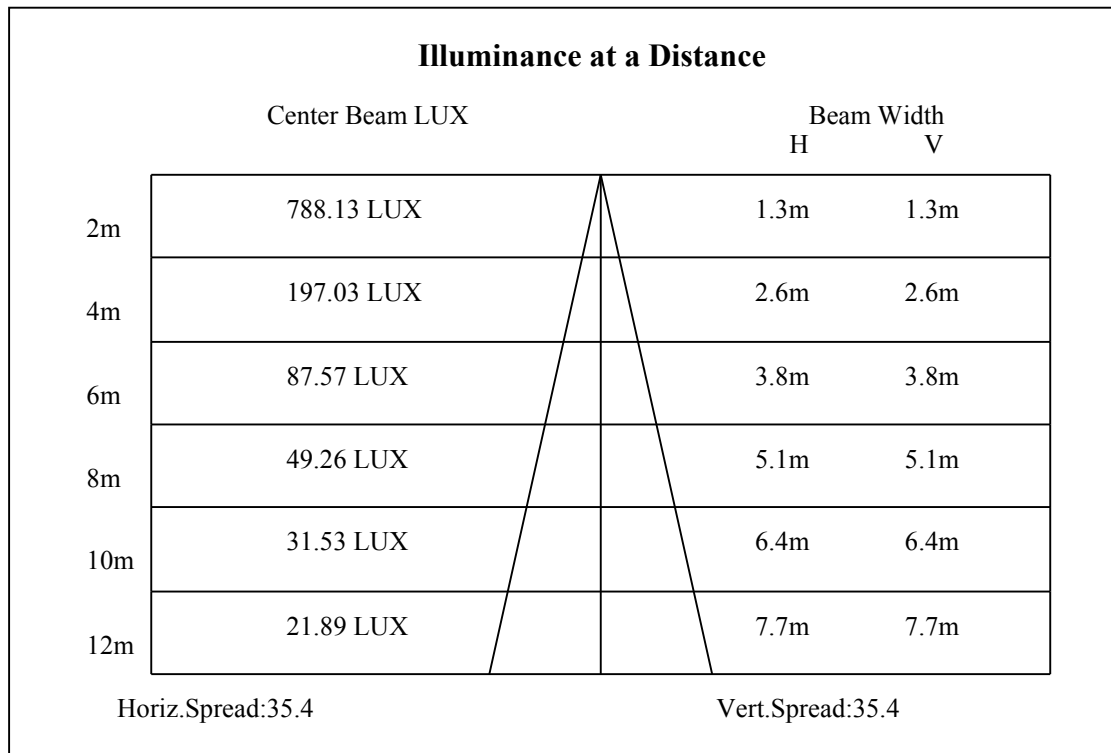 Illuminance at a Distance
Center Beam LUX Beam Width
H V
2m 788.13 LUX 1.3m 1.3m
4m 197.03 LUX 2.6m 2.6m
6m 87.57 LUX 3.8m 3.8m
8m 49.26 LUX 5.1m 5.1m
10m 31.53 LUX 6.4m 6.4m
12m 21.89 LUX 7.7m 7.7m
Horiz.Spread:35.4 Vert.Spread:35.4